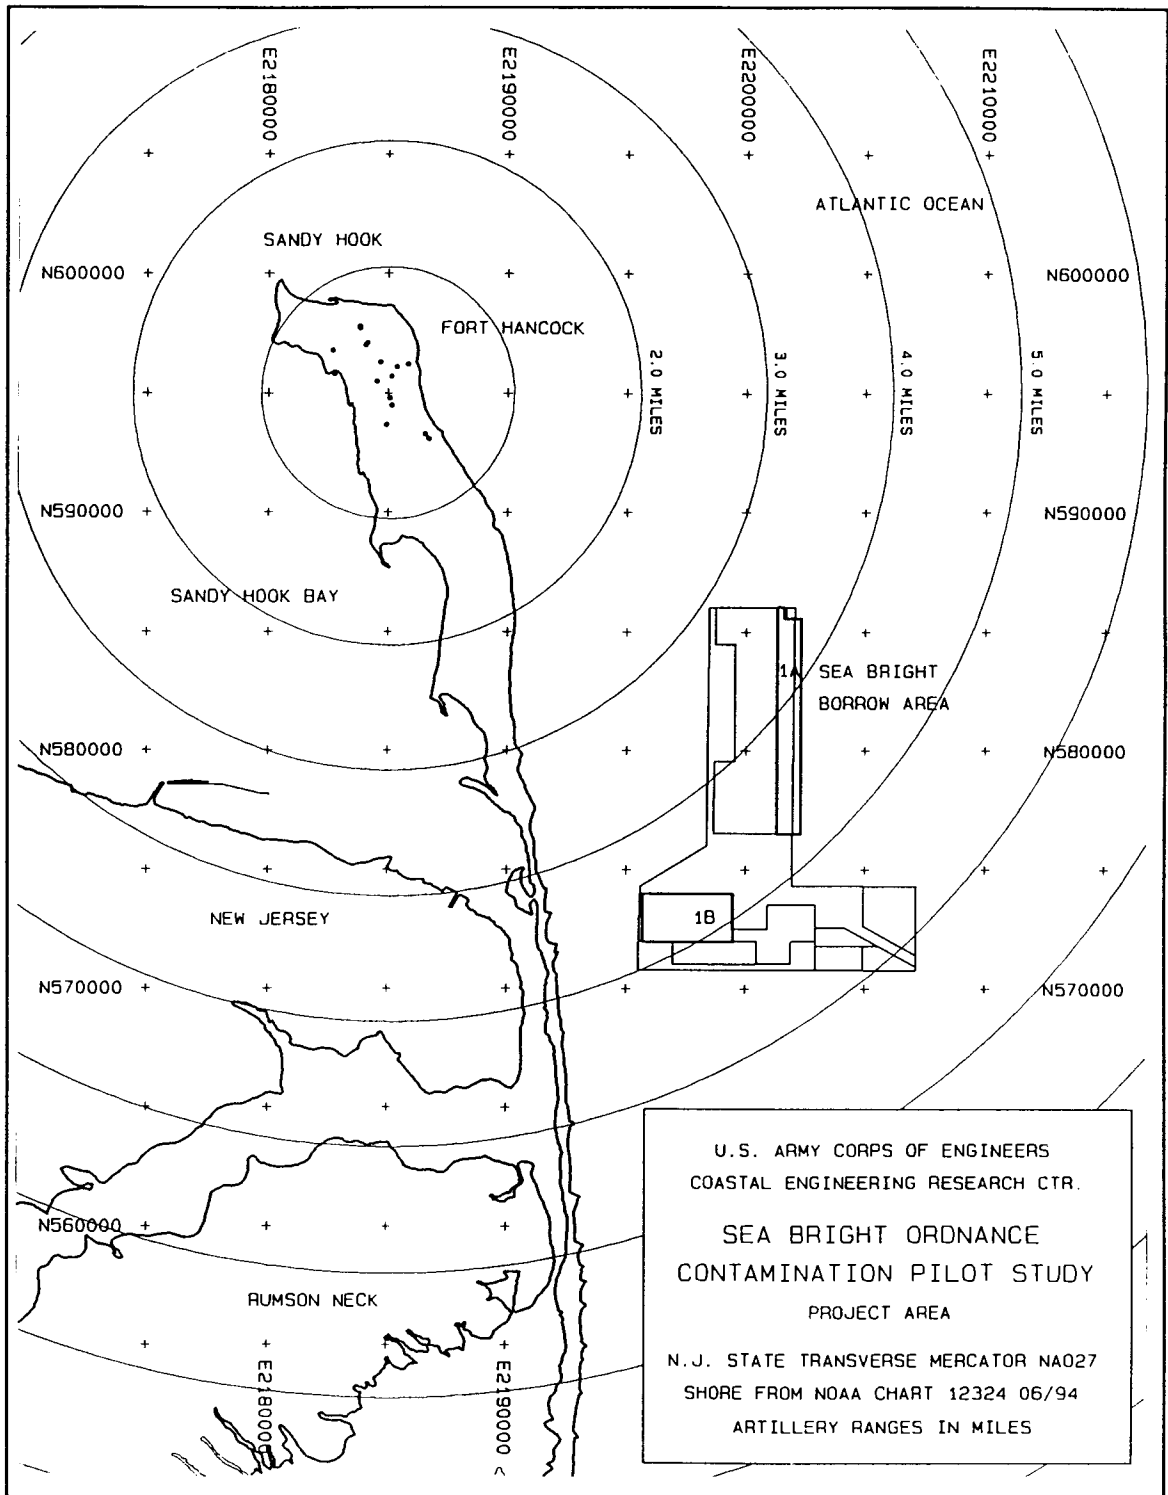 E2180000
E2190000
E2200000
E2210000
ATLANTIC OCEAN
SANDY HOOK
N600000
N600000
FORT HANCOCK
2.0 MILES
3.0 MILES
4.0 MILES
5.0 MILES
N590000
N590000
SANDY HOOK BAY
1A
SEA BRIGHT
BORROW AREA
N580000
N580000
NEW JERSEY
1B
N570000
N570000
N560000
RUMSON NECK
E2180000
E2190000
U.S. ARMY CORPS OF ENGINEERS
COASTAL ENGINEERING RESEARCH CTR.
SEA BRIGHT ORDNANCE
CONTAMINATION PILOT STUDY
PROJECT AREA
N.J. STATE TRANSVERSE MERCATOR NAD27
SHORE FROM NOAA CHART 12324 06/94
ARTILLERY RANGES IN MILES